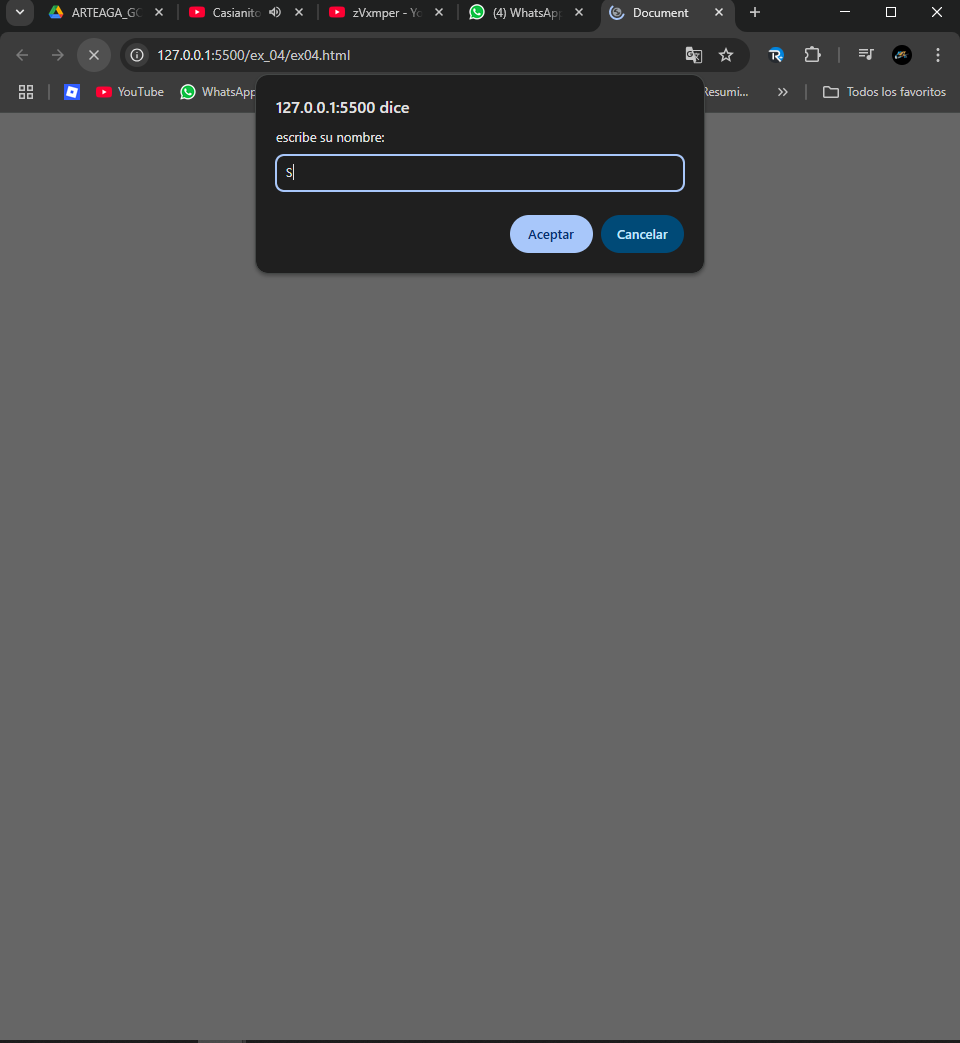 ARTEAGA_GC
Casianito
zVxmper - Yo
(4) WhatsApp
Document
127.0.0.1:5500/ex_04/ex04.html
YouTube
WhatsApp
Resumi...
Todos los favoritos
127.0.0.1:5500 dice
escribe su nombre:
S
Aceptar
Cancelar